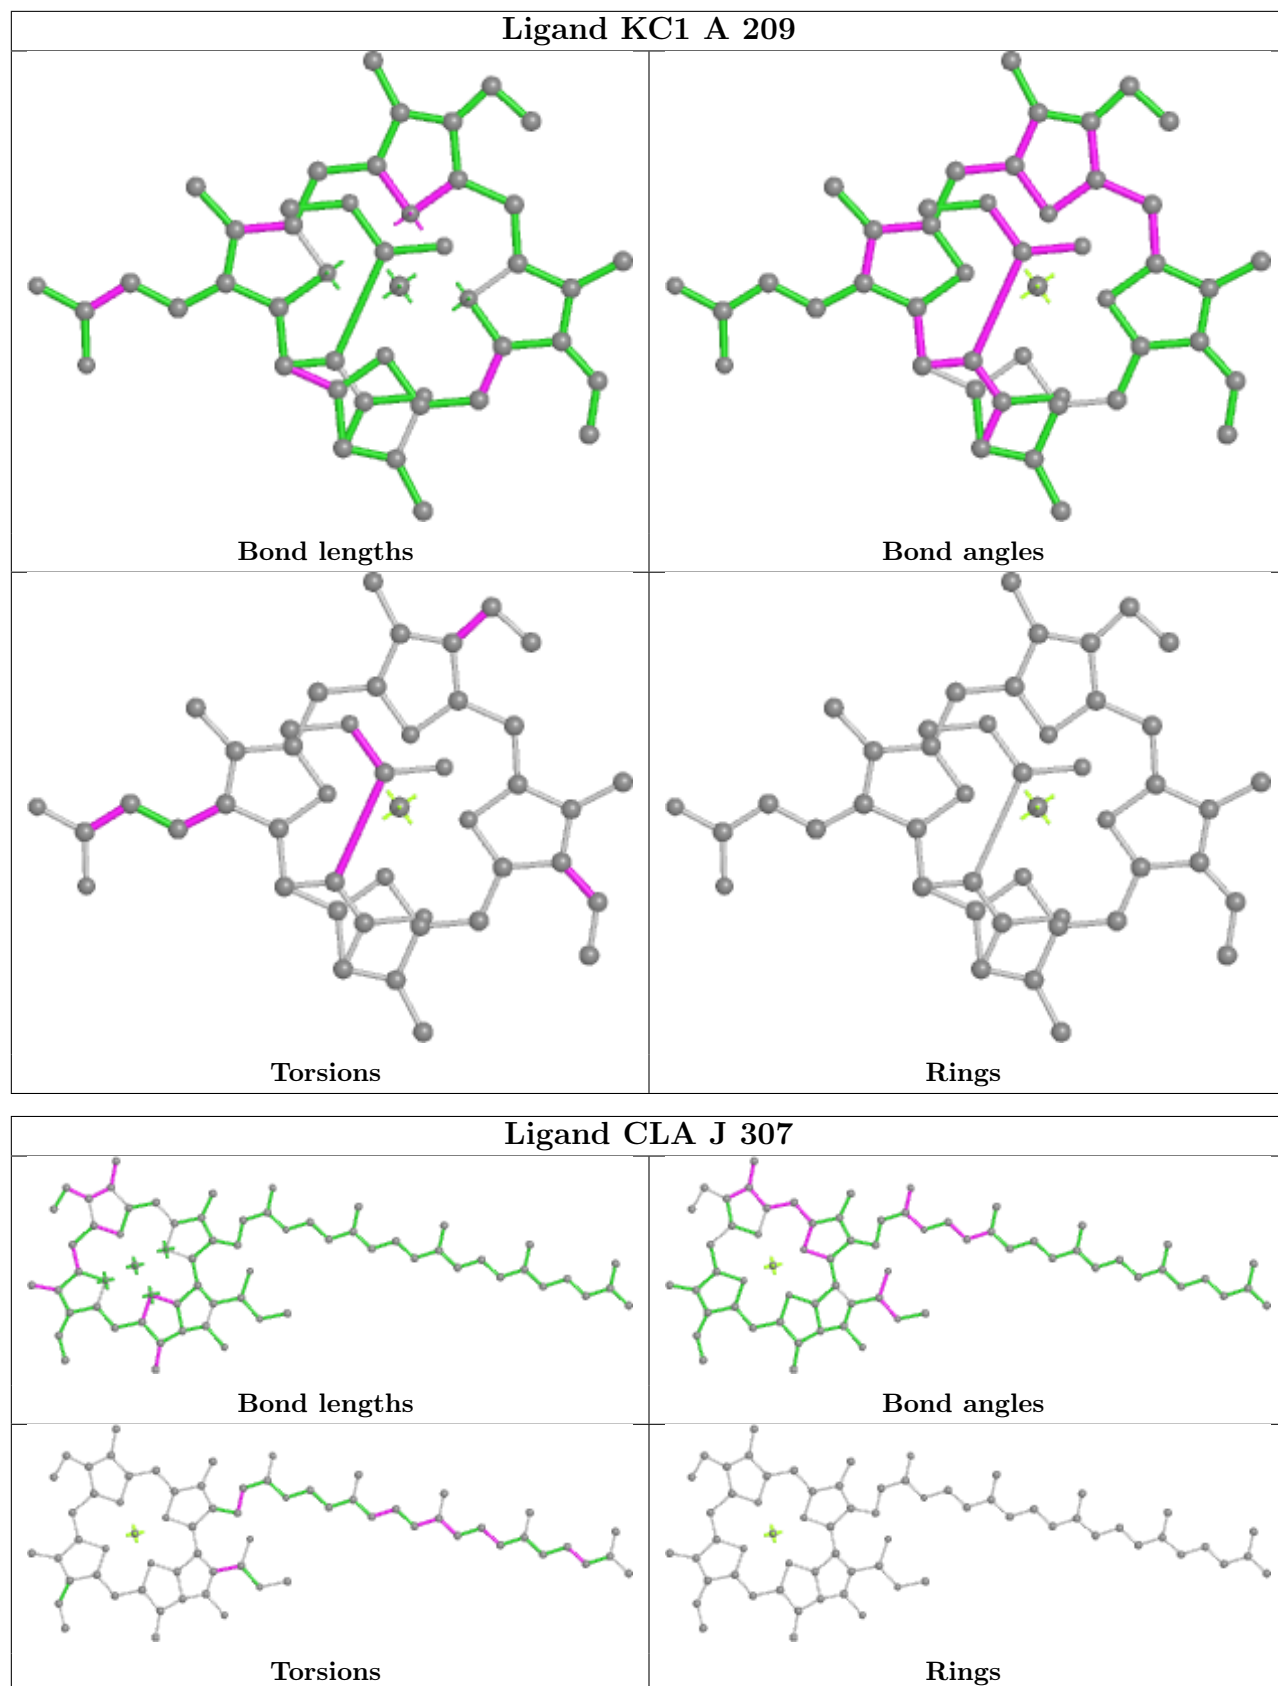 Ligand KC1 A 209
Bond lengths
Bond angles
Torsions
Rings
Ligand CLA J 307
Bond lengths
Bond angles
Torsions
Rings